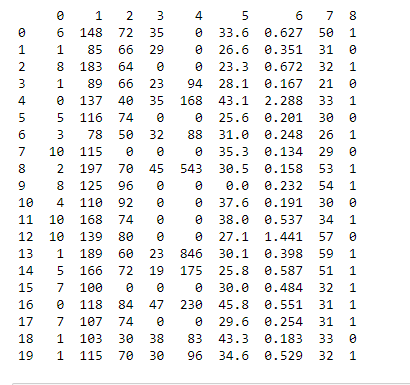 0 1 2 3 4 5 6 7 8
0 6 148 72 35 0 33.6 0.627 50 1
1 1 85 66 29 0 26.6 0.351 31 0
2 8 183 64 0 0 23.3 0.672 32 1
3 1 89 66 23 94 28.1 0.167 21 0
4 0 137 40 35 168 43.1 2.288 33 1
5 5 116 74 0 0 25.6 0.201 30 0
6 3 78 50 32 88 31.0 0.248 26 1
7 10 115 0 0 0 35.3 0.134 29 0
8 2 197 70 45 543 30.5 0.158 53 1
9 8 125 96 0 0 0.0 0.232 54 1
10 4 110 92 0 0 37.6 0.191 30 0
11 10 168 74 0 0 38.0 0.537 34 1
12 10 139 80 0 0 27.1 1.441 57 0
13 1 189 60 23 846 30.1 0.398 59 1
14 5 166 72 19 175 25.8 0.587 51 1
15 7 100 0 0 0 30.0 0.484 32 1
16 0 118 84 47 230 45.8 0.551 31 1
17 7 107 74 0 0 29.6 0.254 31 1
18 1 103 30 38 83 43.3 0.183 33 0
19 1 115 70 30 96 34.6 0.529 32 1